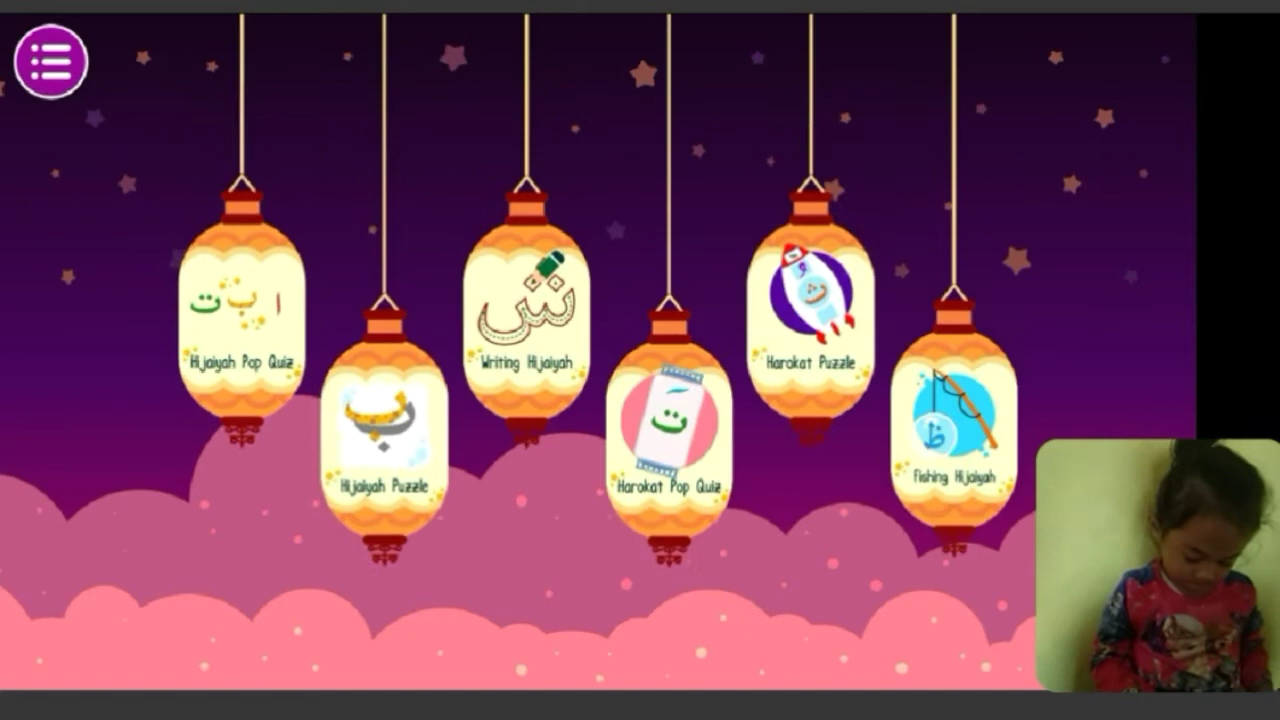 ا ب ت
Hijaiyah Pop Quiz
ب
Hijaiyah Puzzle
ش
Writing Hijaiyah
تَ
Harokat Pop Quiz
ثُ
Harokat Puzzle
ظ
Fishing Hijaiyah